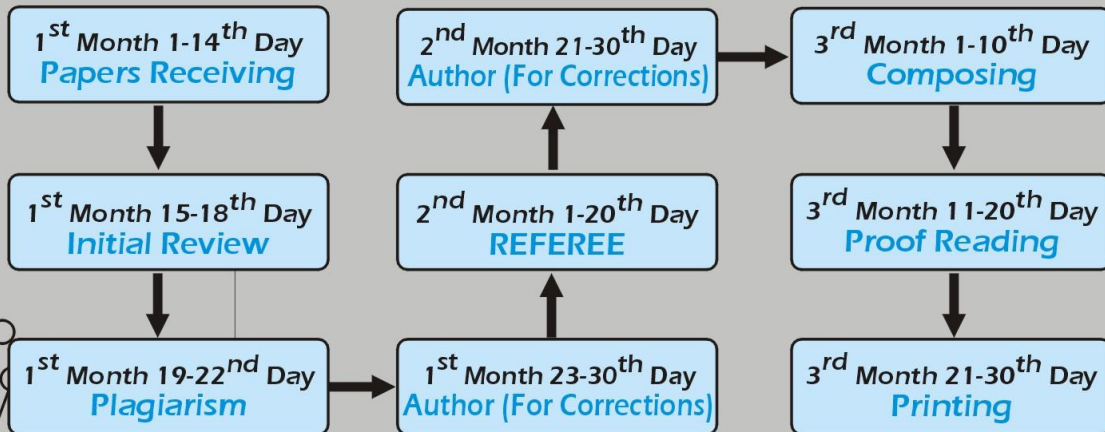 1st Month 1-14th Day
Papers Receiving
1st Month 15-18th Day
Initial Review
1st Month 19-22nd Day
Plagiarism
1st Month 23-30th Day
Author (For Corrections)
2nd Month 1-20th Day
REFEREE
2nd Month 21-30th Day
Author (For Corrections)
3rd Month 1-10th Day
Composing
3rd Month 11-20th Day
Proof Reading
3rd Month 21-30th Day
Printing